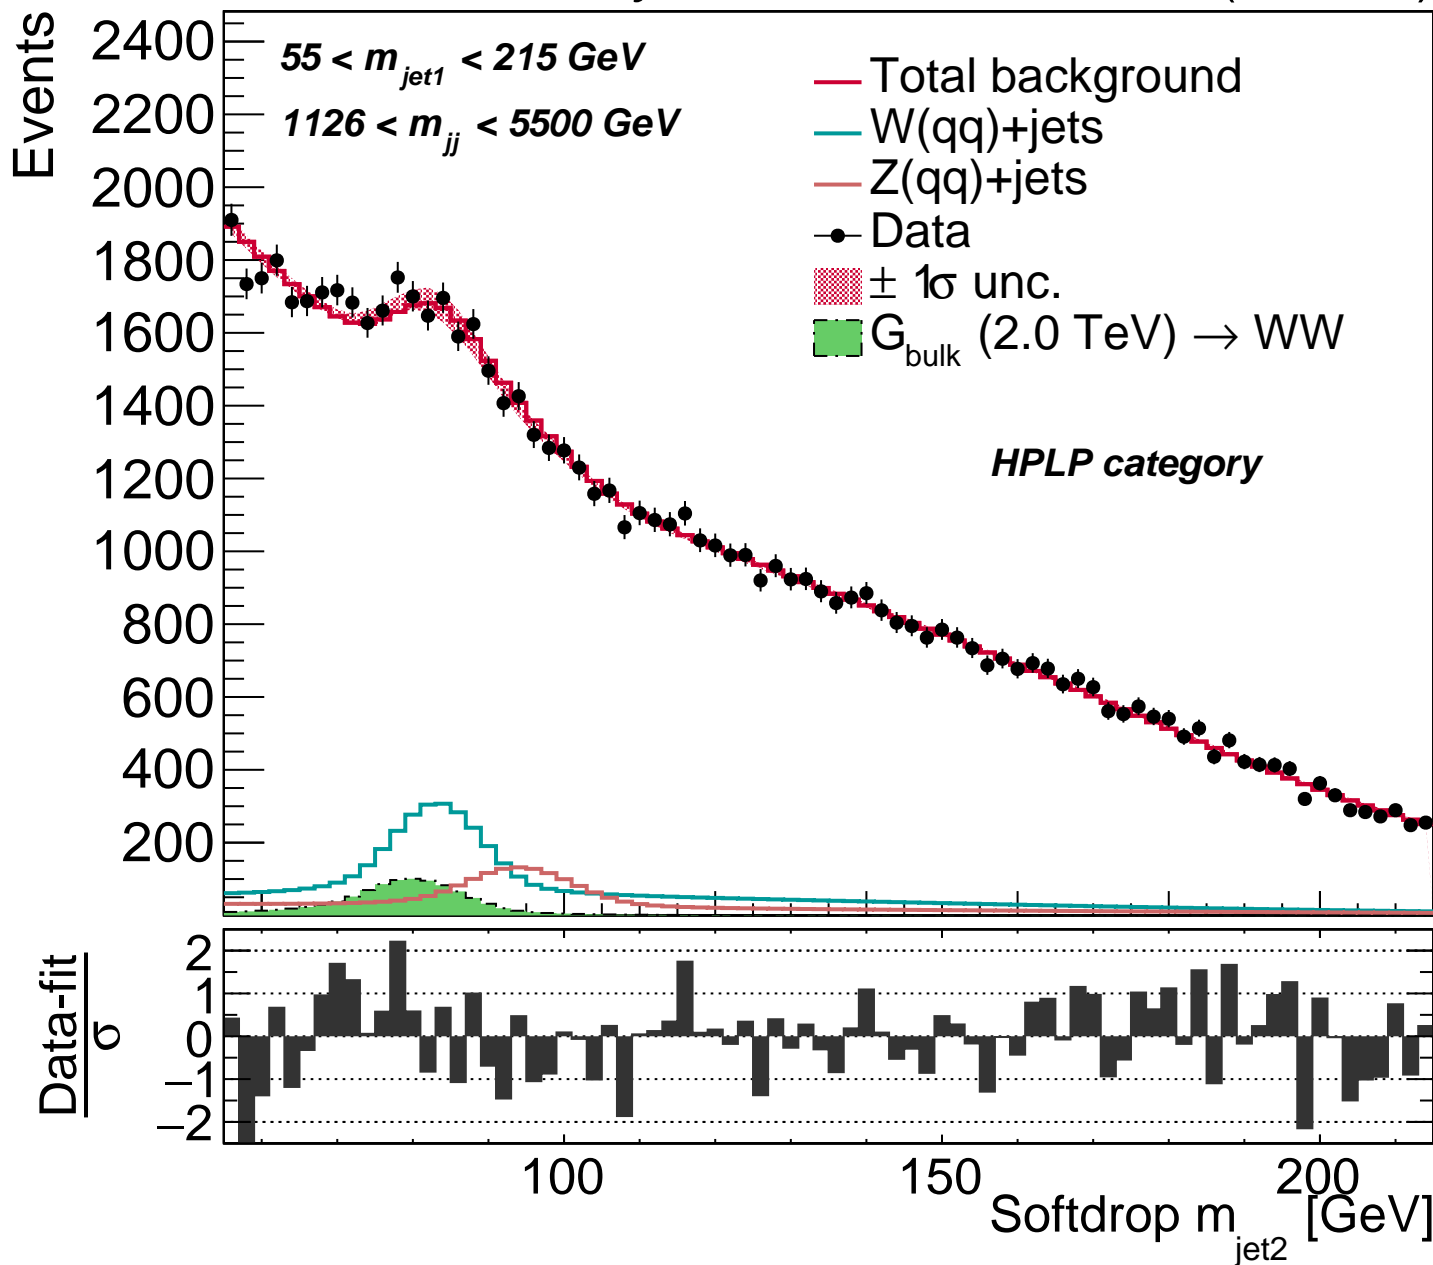 Events
2400
2200
2000
1800
1600
1400
1200
1000
800
600
400
200
55 < m_jet1 < 215 GeV
1126 < m_jj < 5500 GeV
Total background
W(qq)+jets
Z(qq)+jets
Data
± 1σ unc.
G_bulk (2.0 TeV) → WW
HPLP category
Data-fit
σ
2
1
0
−1
−2
100
150
200
Softdrop m_jet2 [GeV]